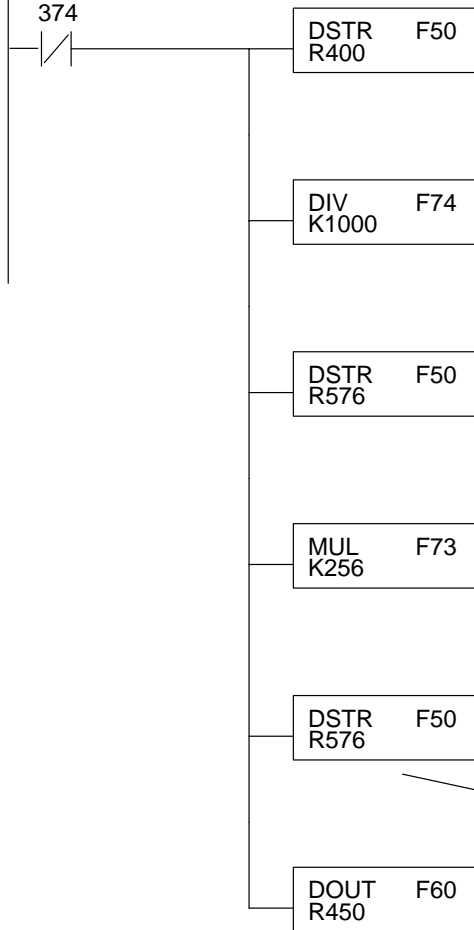 374
DSTR F50
R400
DIV F74
K1000
DSTR F50
R576
MUL F73
K256
DSTR F50
R576
DOUT F60
R450